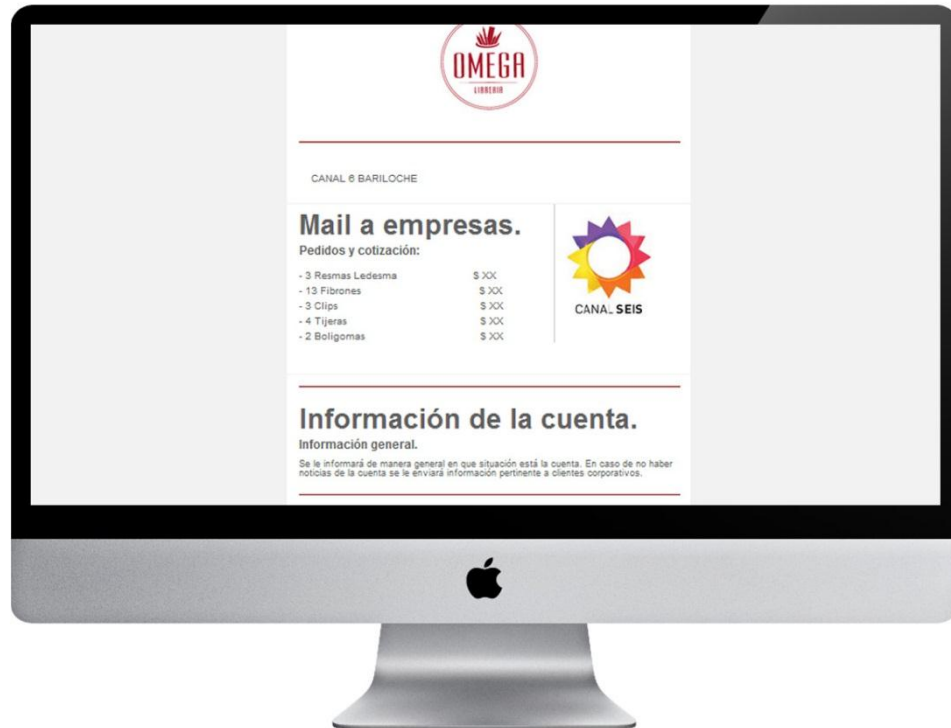 OMEGA
LIBRERIA
CANAL 6 BARILOCHE
Mail a empresas.
Pedidos y cotización:
- 3 Resmas Ledesma $ XX
- 13 Fibrones $ XX
- 3 Clips $ XX
- 4 Tijeras $ XX
- 2 Boligomas $ XX
CANAL SEIS
Información de la cuenta.
Información general.
Se le informará de manera general en que situación está la cuenta. En caso de no haber
noticias de la cuenta se le enviará información pertinente a clientes corporativos.